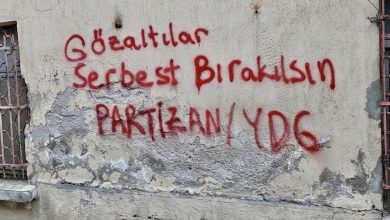 Gözaltılar
Serbest Bırakılsın
PARTİZAN/YDG